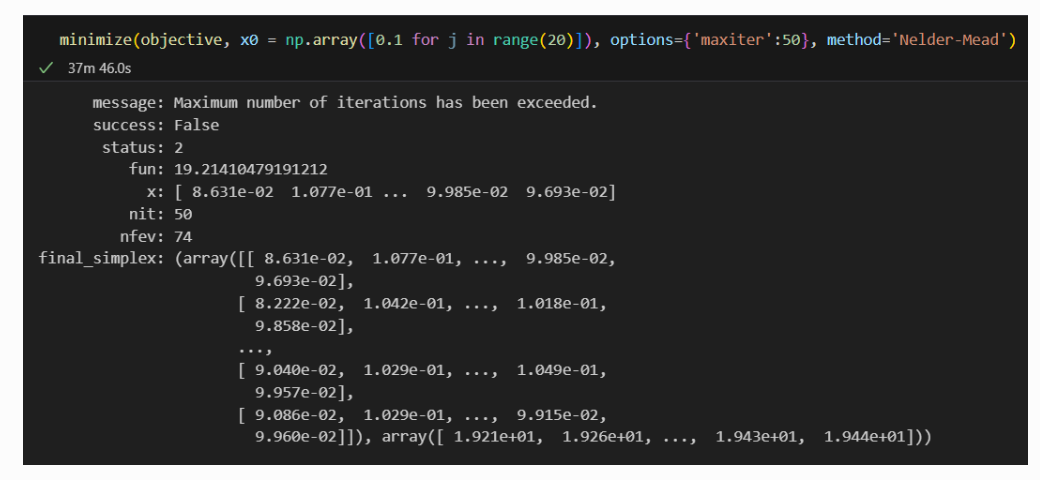 minimize(objective, x0 = np.array([0.1 for j in range(20)]), options={'maxiter':50}, method='Nelder-Mead')
✓ 37m 46.0s
message: Maximum number of iterations has been exceeded.
success: False
status: 2
fun: 19.21410479191212
x: [ 8.631e-02  1.077e-01 ...  9.985e-02  9.693e-02]
nit: 50
nfev: 74
final_simplex: (array([[ 8.631e-02,  1.077e-01, ...,  9.985e-02,
9.693e-02],
[ 8.222e-02,  1.042e-01, ...,  1.018e-01,
9.858e-02],
...,
[ 9.040e-02,  1.029e-01, ...,  1.049e-01,
9.957e-02],
[ 9.086e-02,  1.029e-01, ...,  9.915e-02,
9.960e-02]]), array([ 1.921e+01,  1.926e+01, ...,  1.943e+01,  1.944e+01]))